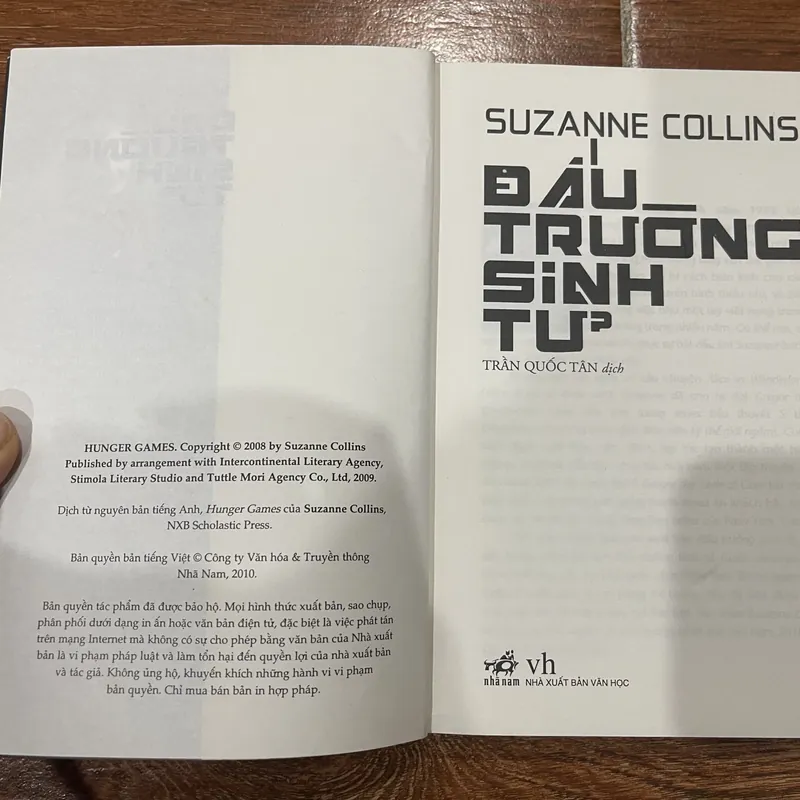 HUNGER GAMES. Copyright © 2008 by Suzanne Collins
Published by arrangement with Intercontinental Literary Agency,
Stimola Literary Studio and Tuttle Mori Agency Co., Ltd, 2009.
Dịch từ nguyên bản tiếng Anh, Hunger Games của Suzanne Collins,
NXB Scholastic Press.
Bản quyền bản tiếng Việt © Công ty Văn hóa & Truyền thông
Nhã Nam, 2010.
Bản quyền tác phẩm đã được bảo hộ. Mọi hình thức xuất bản, sao chụp,
phân phối dưới dạng in ấn hoặc văn bản điện tử, đặc biệt là việc phát tán
trên mạng Internet mà không có sự cho phép bằng văn bản của Nhà xuất
bản là vi phạm pháp luật và làm tổn hại đến quyền lợi của nhà xuất bản
và tác giả. Không ủng hộ, khuyến khích những hành vi vi phạm
bản quyền. Chỉ mua bán bản in hợp pháp.
SUZANNE COLLINS
ĐẤU
TRƯỜNG
SINH
TỬ
TRẦN QUỐC TÂN dịch
nhã nam
vh
NHÀ XUẤT BẢN VĂN HỌC